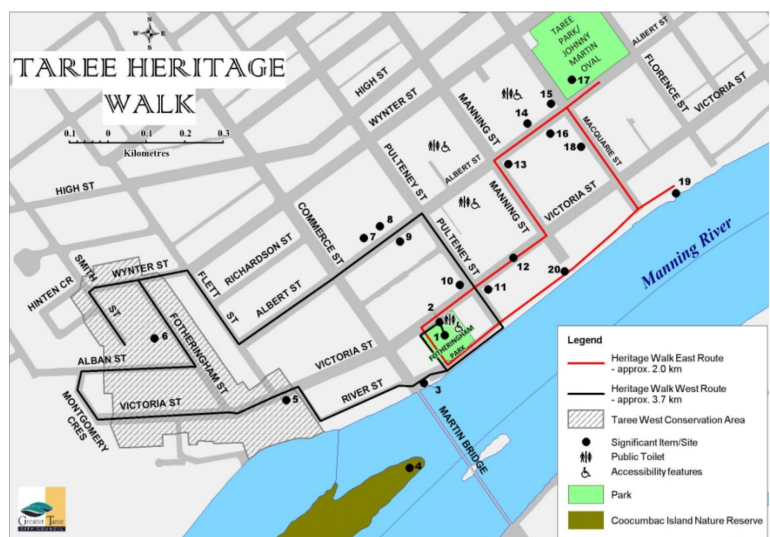 N
W E
S
TAREE HERITAGE
WALK
0.1 0 0.1 0.2 0.3
Kilometres
TAREE
PARK/
JOHNNY
MARTIN
OVAL
ALBERT ST
FLORENCE ST
VICTORIA ST
HIGH ST
WYNTER ST
MANNING ST
PULTENEY ST
ALBERT ST
MACQUARIE ST
MANNING ST
VICTORIA ST
HIGH ST
COMMERCE ST
RICHARDSON ST
PULTENEY ST
SMITH
ST
WYNTER ST
FLETT
ST
ALBERT ST
HINTEN CR
FOTHERINGHAM ST
VICTORIA ST
ALBAN ST
MONTGOMERY
CRES
VICTORIA ST
RIVER ST
FOTHERINGHAM
PARK
MARTIN BRIDGE
Manning River
1
2
3
4
5
6
7
8
9
10
11
12
13
14
15
16
17
18
19
20
Legend
Heritage Walk East Route
- approx. 2.0 km
Heritage Walk West Route
- approx. 3.7 km
Taree West Conservation Area
Significant Item/Site
Public Toilet
Accessibility features
Park
Coocumbac Island Nature Reserve
Greater Taree
CITY COUNCIL